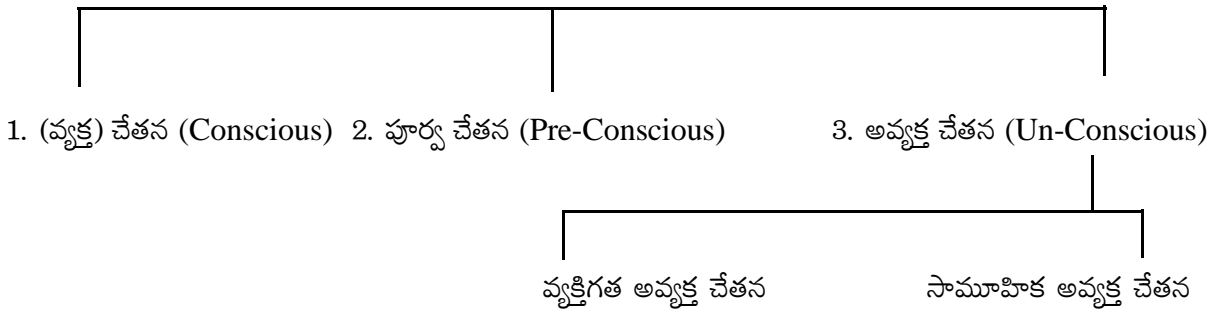 1. (వ్యక్త) చేతన (Conscious) 2. పూర్వ చేతన (Pre-Conscious) 3. అవ్యక్త చేతన (Un-Conscious)
వ్యక్తిగత అవ్యక్త చేతన సామూహిక అవ్యక్త చేతన